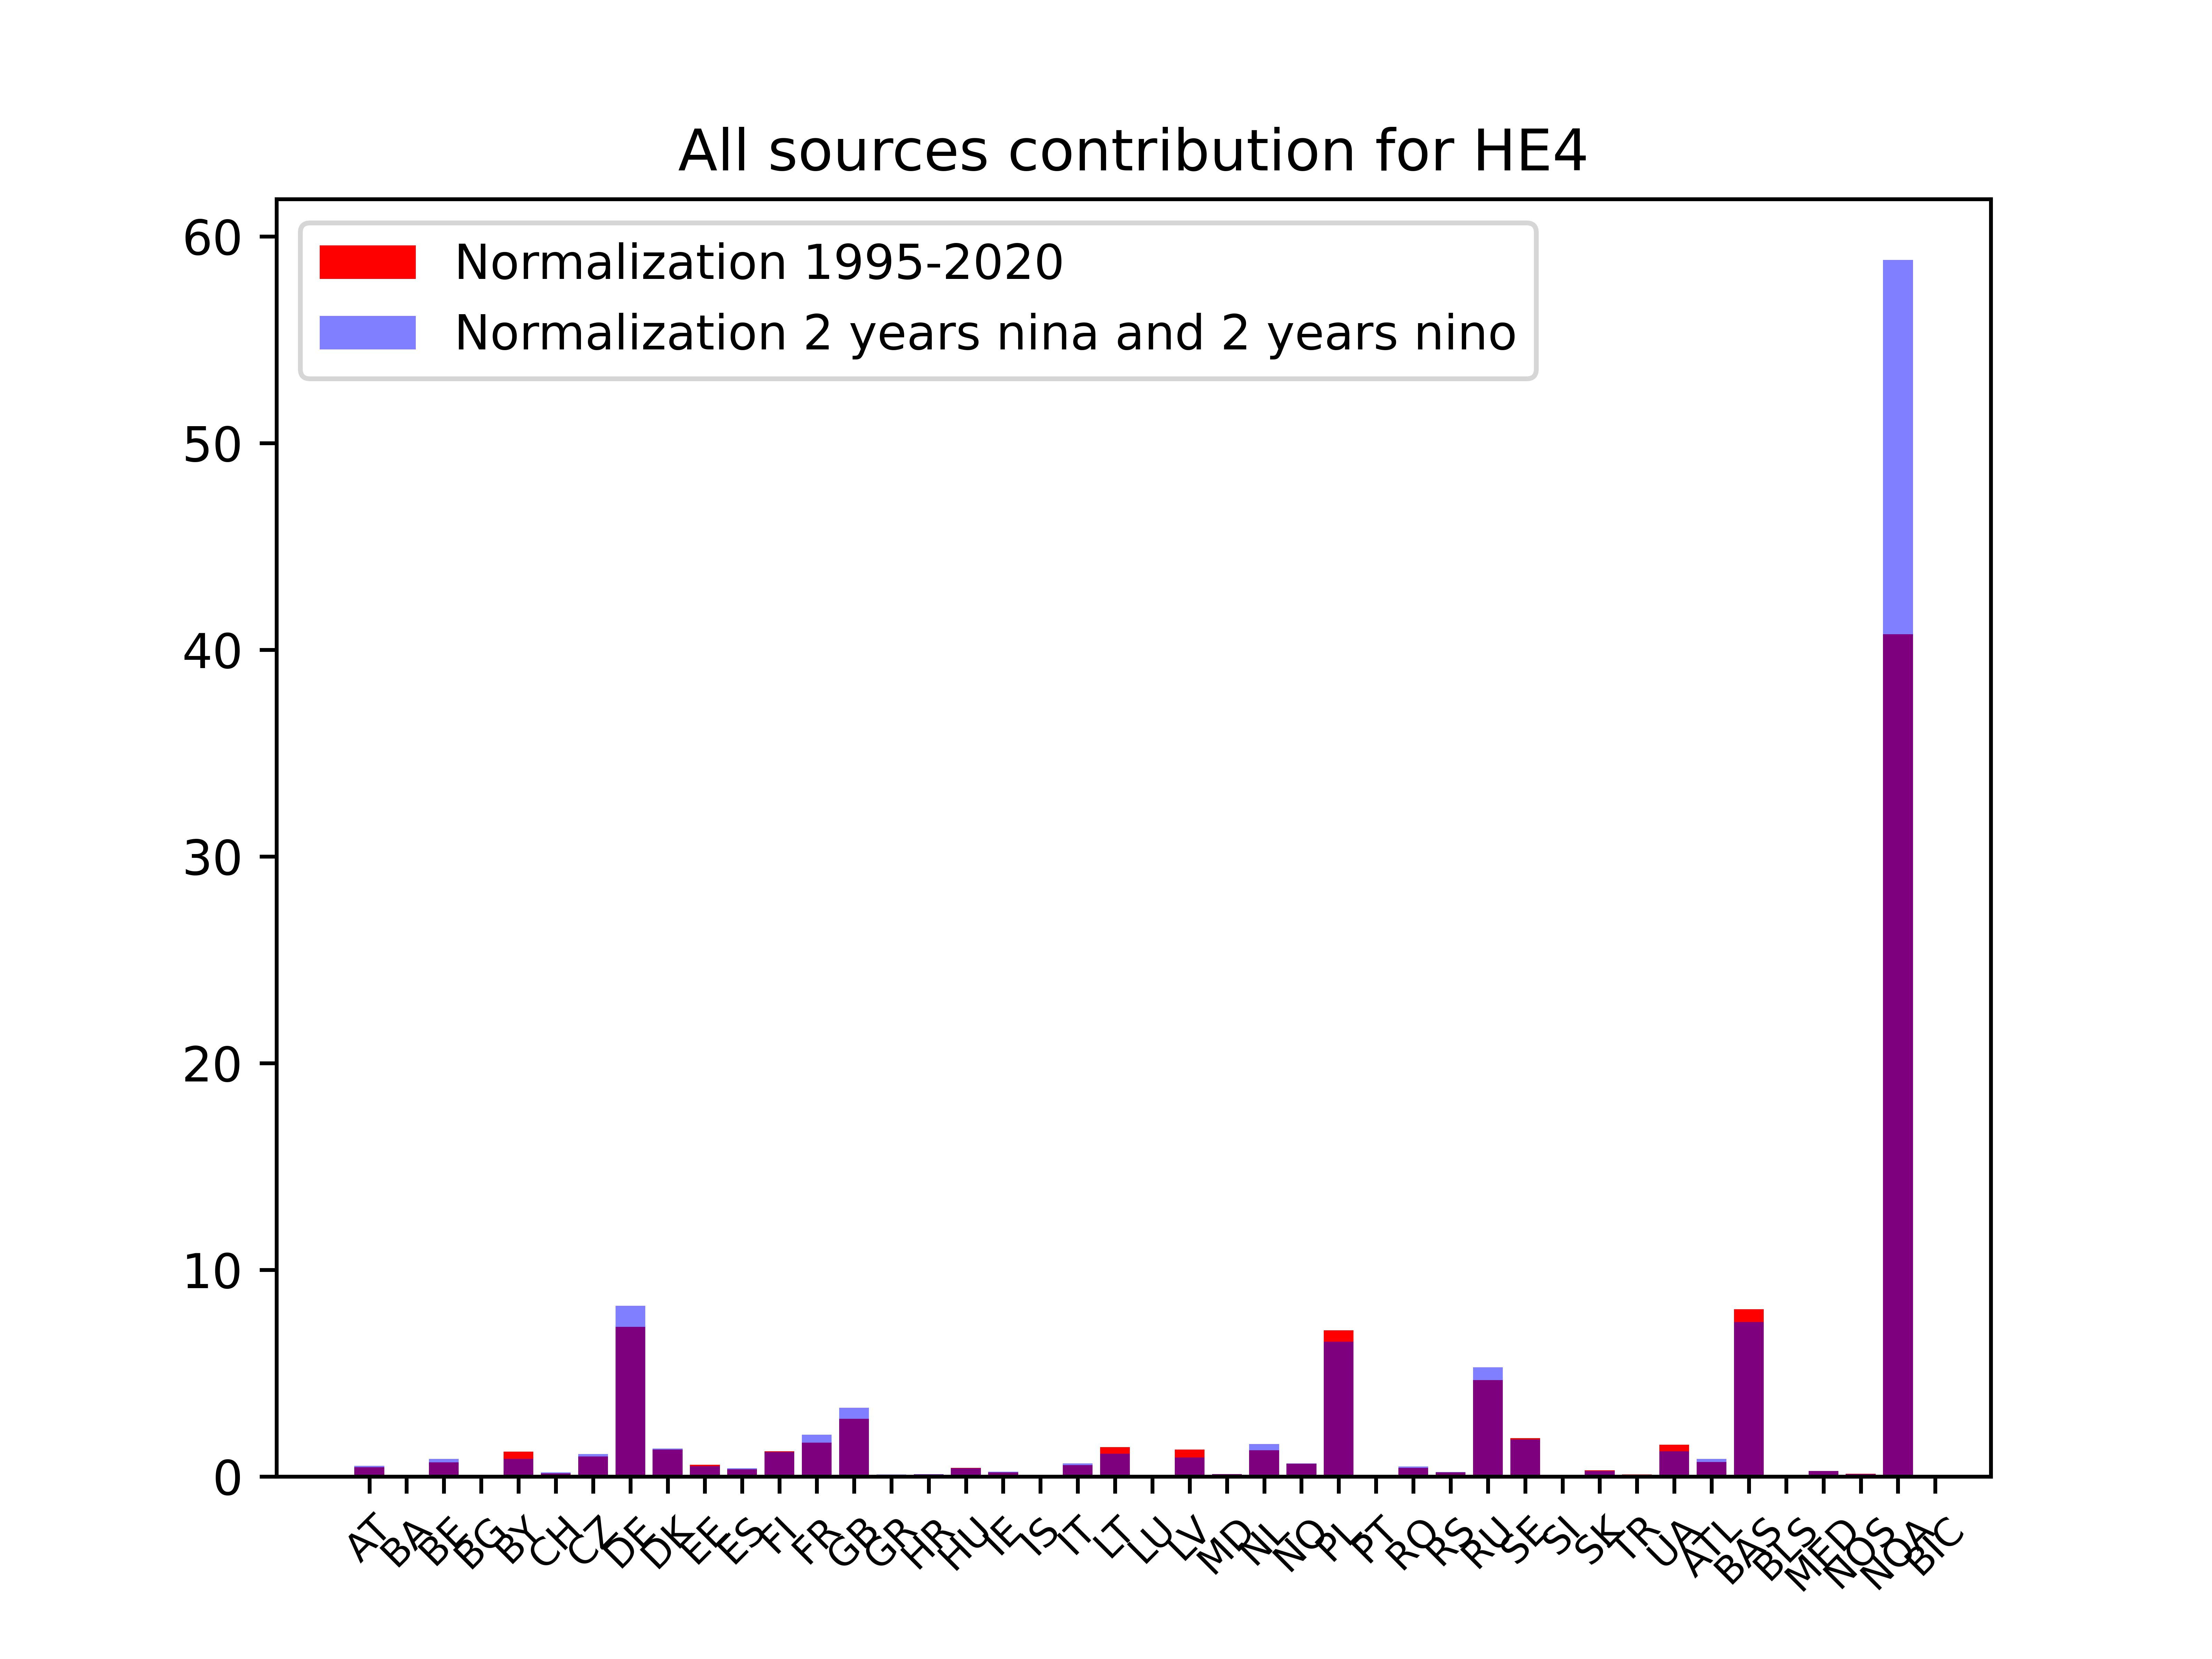 All sources contribution for HE4
Normalization 1995-2020
Normalization 2 years nina and 2 years nino
60
50
40
30
20
10
0
AT BA BE BG BY CH CZ DE DK EE ES FI FR GB GR HR HU IE IS IT LT LU LV MD NL NO PL PT RO RS RU SE SI SK TR UA ATL BAS BLS MED NOS NOA BIC